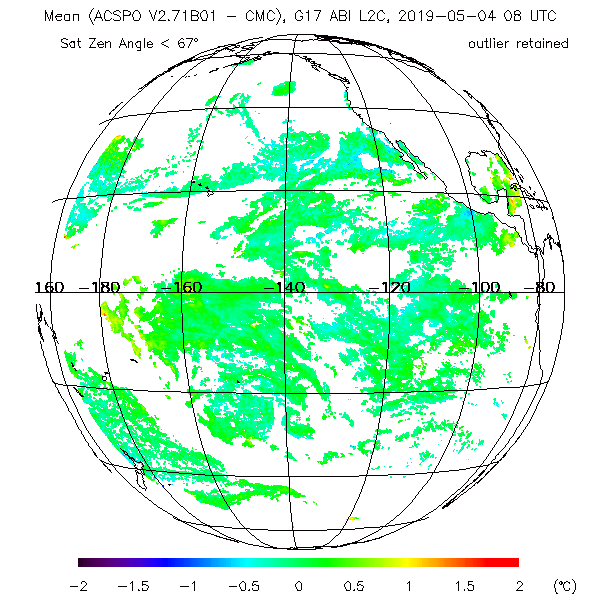 Mean (ACSPO V2.71B01 - CMC), G17 ABI L2C, 2019-05-04 08 UTC
Sat Zen Angle < 67° outlier retained
160 -180 -160 -140 -120 -100 -80
-2 -1.5 -1 -0.5 0 0.5 1 1.5 2 (°C)